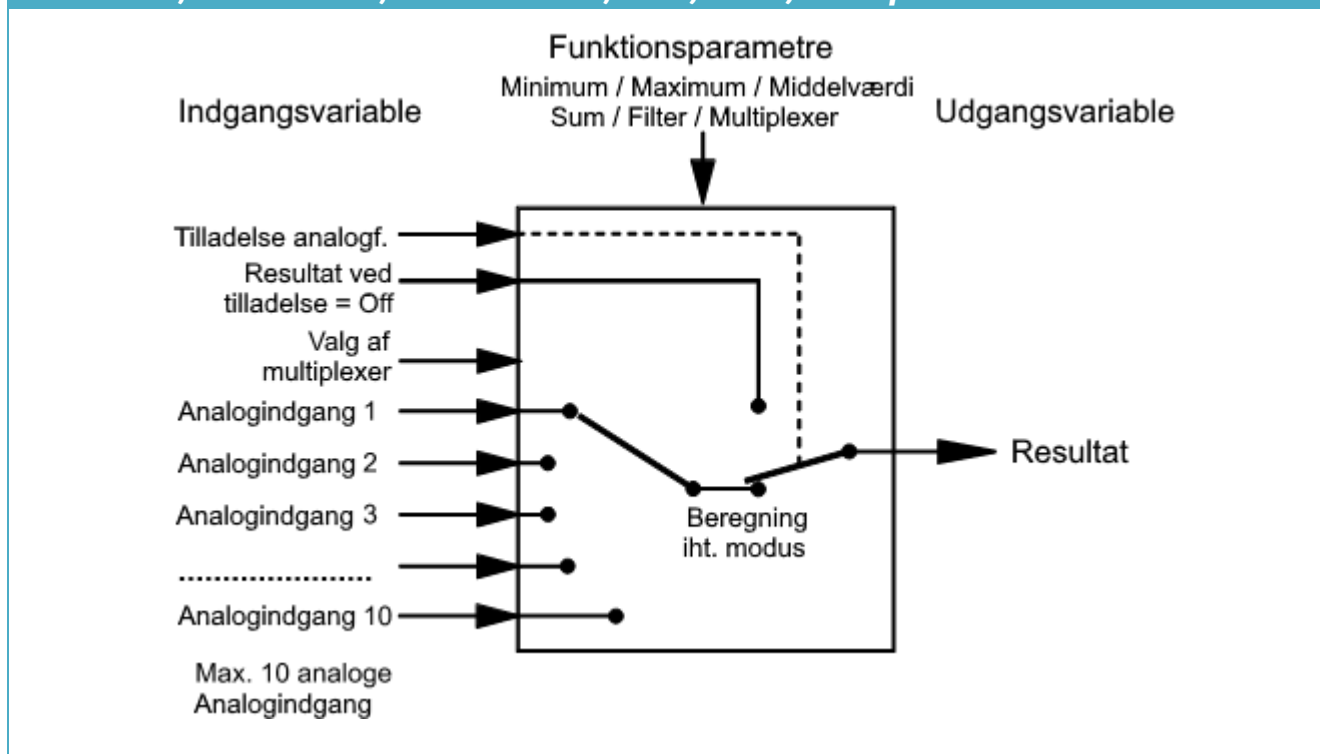 Funktionsparametre
Minimum / Maximum / Middelværdi
Sum / Filter / Multiplexer
Indgangsvariable
Udgangsvariable
Tilladelse analogf.
Resultat ved
tilladelse = Off
Valg af
multiplexer
Analogindgang 1
Analogindgang 2
Analogindgang 3
......................
Analogindgang 10
Max. 10 analoge
Analogindgang
Beregning
iht. modus
Resultat